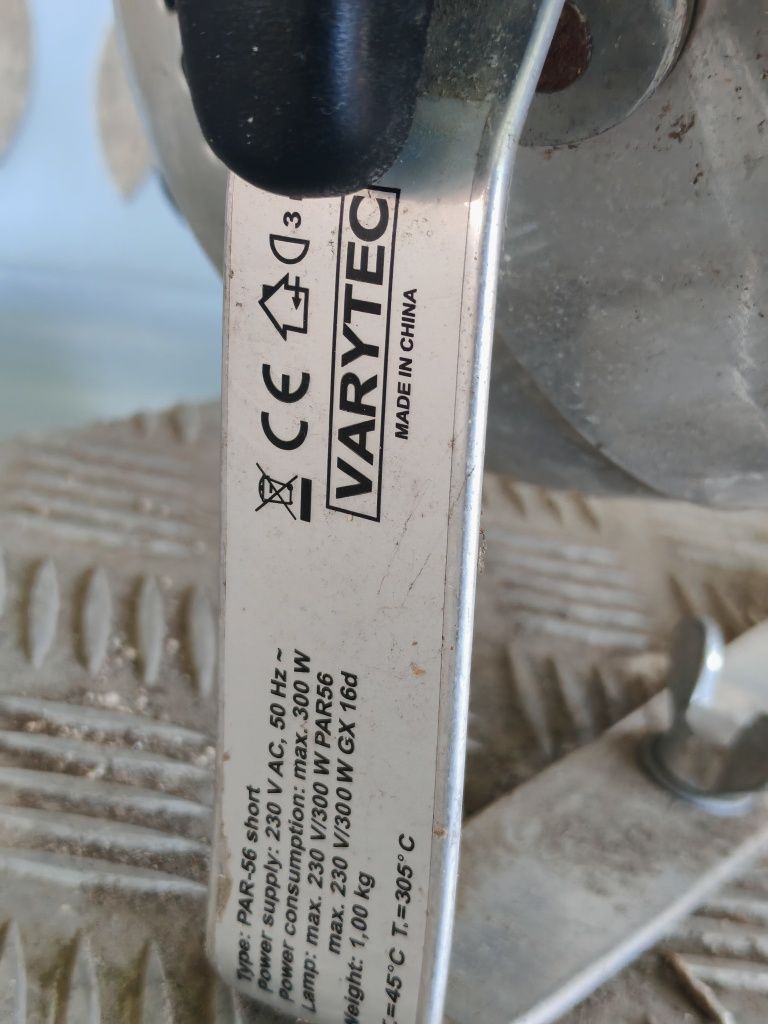 Type: PAR-56 short
Power supply: 230 V AC, 50 Hz ~
Power consumption: max. 300 W
Lamp: max. 230 V/300 W PAR56
max. 230 V/300 W GX 16d
Weight: 1,00 kg
=45°C T.=305°C
CE
3
VARYTEC
MADE IN CHINA